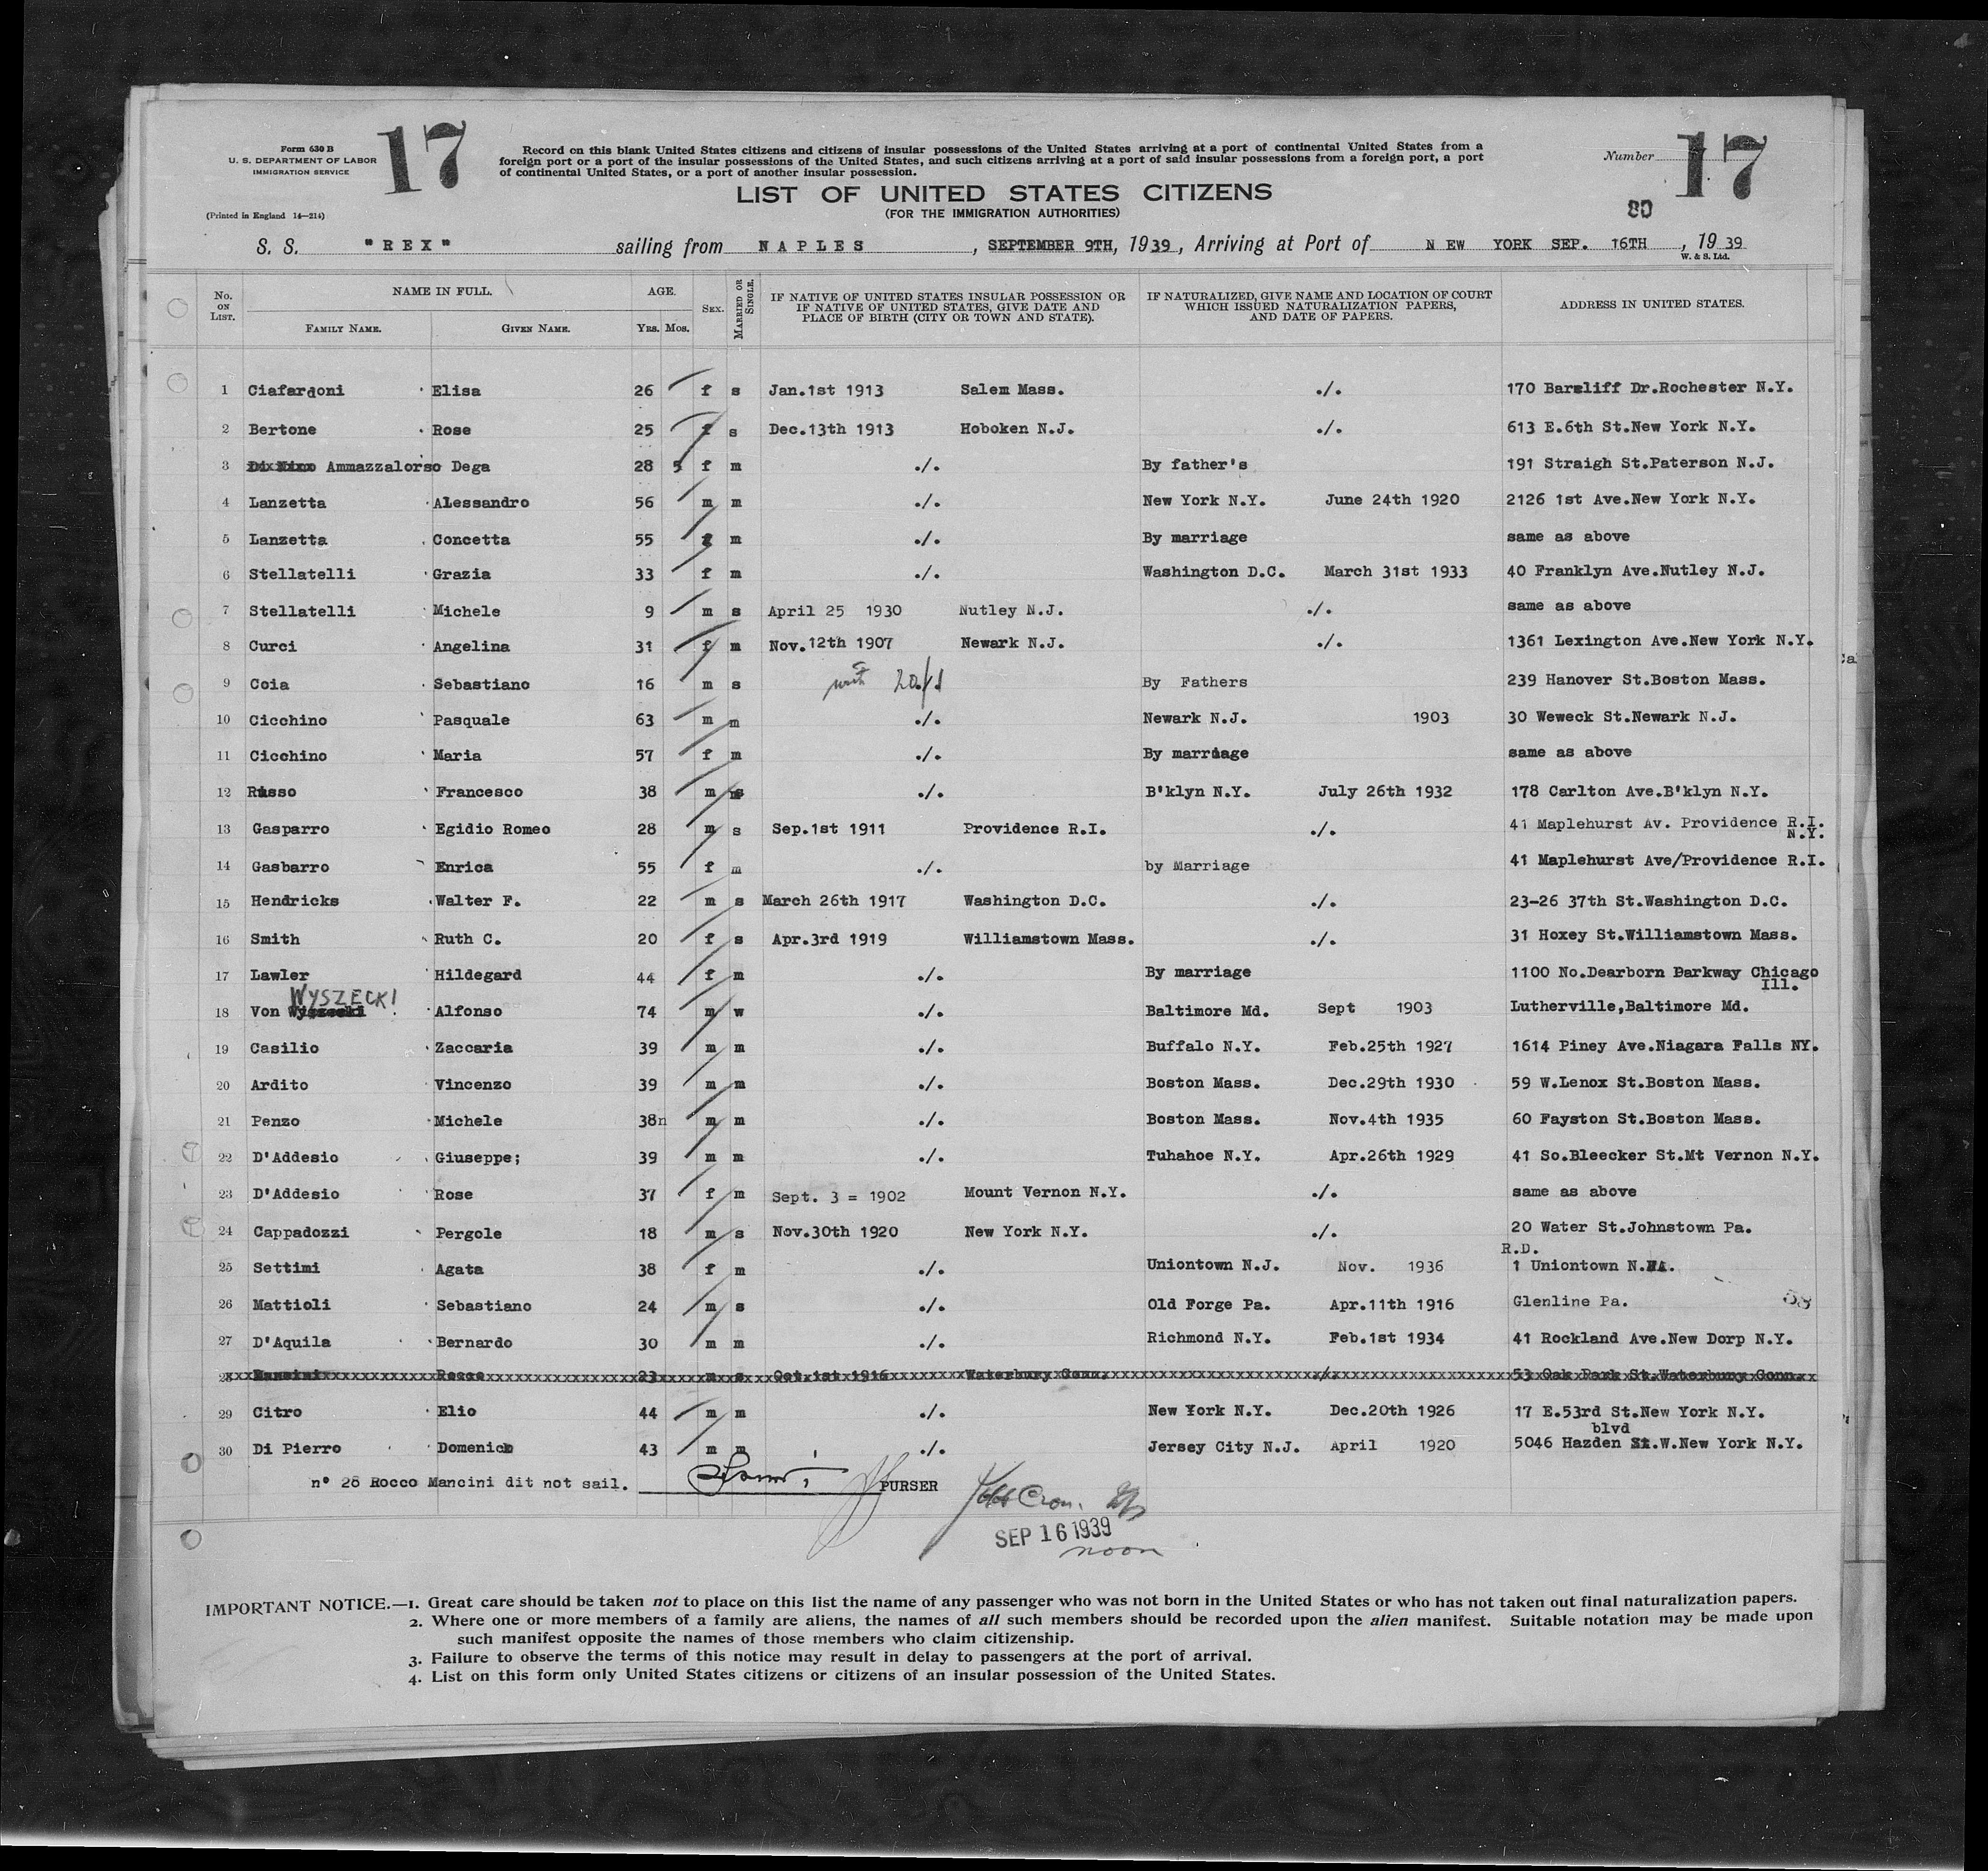 Form 630 B
U. S. DEPARTMENT OF LABOR
IMMIGRATION SERVICE
(Printed in England 14—214)
17
Record on this blank United States citizens and citizens of insular possessions of the United States arriving at a port of continental United States from a
foreign port or a port of the insular possessions of the United States, and such citizens arriving at a port of said insular possessions from a foreign port, a port
of continental United States, or a port of another insular possession.
LIST OF UNITED STATES CITIZENS
(FOR THE IMMIGRATION AUTHORITIES)
Number 17
80
S. S. "REX" sailing from NAPLES, SEPTEMBER 9TH, 1939, Arriving at Port of NEW YORK SEP. 16TH, 1939
W. & S. Ltd.
No. ON LIST. NAME IN FULL. FAMILY NAME. GIVEN NAME. AGE. YRS. MOS. SEX. MARRIED OR SINGLE. IF NATIVE OF UNITED STATES INSULAR POSSESSION OR IF NATIVE OF UNITED STATES, GIVE DATE AND PLACE OF BIRTH (CITY OR TOWN AND STATE). IF NATURALIZED, GIVE NAME AND LOCATION OF COURT WHICH ISSUED NATURALIZATION PAPERS, AND DATE OF PAPERS. ADDRESS IN UNITED STATES.
1 Ciafardoni Elisa 26 f s Jan.1st 1913 Salem Mass. ./. 170 Barcliff Dr.Rochester N.Y.
2 Bertone Rose 25 f s Dec.13th 1913 Hoboken N.J. ./. 613 E.6th St.New York N.Y.
3 Di Nino Ammazzalorso Dega 28 5 f m ./. By father's 191 Straigh St.Paterson N.J.
4 Lanzetta Alessandro 56 m m ./. New York N.Y. June 24th 1920 2126 1st Ave.New York N.Y.
5 Lanzetta Concetta 55 f m ./. By marriage same as above
6 Stellatelli Grazia 33 f m ./. Washington D.C. March 31st 1933 40 Franklyn Ave.Nutley N.J.
7 Stellatelli Michele 9 m s April 25 1930 Nutley N.J. ./. same as above
8 Curci Angelina 31 f m Nov.12th 1907 Newark N.J. ./. 1361 Lexington Ave.New York N.Y.
9 Coia Sebastiano 16 m s By Fathers 239 Hanover St.Boston Mass.
10 Cicchino Pasquale 63 m m ./. Newark N.J. 1903 30 Weweck St.Newark N.J.
11 Cicchino Maria 57 f m ./. By marriage same as above
12 Russo Francesco 38 m s ./. B'klyn N.Y. July 26th 1932 178 Carlton Ave.B'klyn N.Y.
13 Gasparro Egidio Romeo 28 m s Sep.1st 1911 Providence R.I. ./. 41 Maplehurst Av. Providence R.I.
N.Y.
14 Gasbarro Enrica 55 f m ./. by Marriage 41 Maplehurst Ave/Providence R.I.
15 Hendricks Walter F. 22 m s March 26th 1917 Washington D.C. ./. 23-26 37th St.Washington D.C.
16 Smith Ruth C. 20 f s Apr.3rd 1919 Williamstown Mass. ./. 31 Hoxey St.Williamstown Mass.
17 Lawler Hildegard 44 f m ./. By marriage 1100 No.Dearborn Parkway Chicago
Ill.
WYSZECKI
18 Von Alfonso 74 m w ./. Baltimore Md. Sept 1903 Lutherville,Baltimore Md.
19 Casilio Zaccaria 39 m m ./. Buffalo N.Y. Feb.25th 1927 1614 Piney Ave.Niagara Falls NY.
20 Ardito Vincenzo 39 m m ./. Boston Mass. Dec.29th 1930 59 W.Lenox St.Boston Mass.
21 Penzo Michele 38n m m ./. Boston Mass. Nov.4th 1935 60 Fayston St.Boston Mass.
22 D'Addesio Giuseppe; 39 m m ./. Tuhahoe N.Y. Apr.26th 1929 41 So.Bleecker St.Mt Vernon N.Y.
23 D'Addesio Rose 37 f m Sept. 3 = 1902 Mount Vernon N.Y. ./. same as above
24 Cappadozzi Pergole 18 m s Nov.30th 1920 New York N.Y. ./. 20 Water St.Johnstown Pa.
R.D.
25 Settimi Agata 38 f m ./. Uniontown N.J. Nov. 1936 1 Uniontown
26 Mattioli Sebastiano 24 m s ./. Old Forge Pa. Apr.11th 1916 Glenline Pa.
27 D'Aquila Bernardo 30 m m ./. Richmond N.Y. Feb.1st 1934 41 Rockland Ave.New Dorp N.Y.
28 Mancini Rocco 23 m s Oct.1st 1916 Waterbury Conn. ./. 53 Oak Park St.Waterbury Conn.
29 Citro Elio 44 m m ./. New York N.Y. Dec.20th 1926 17 E.53rd St.New York N.Y.
blvd
30 Di Pierro Domenico 43 m m ./. Jersey City N.J. April 1920 5046 Hazden St.W.New York N.Y.
n° 28 Rocco Mancini dit not sail. PURSER
SEP 16 1939
noon
IMPORTANT NOTICE.—1. Great care should be taken not to place on this list the name of any passenger who was not born in the United States or who has not taken out final naturalization papers.
2. Where one or more members of a family are aliens, the names of all such members should be recorded upon the alien manifest. Suitable notation may be made upon
such manifest opposite the names of those members who claim citizenship.
3. Failure to observe the terms of this notice may result in delay to passengers at the port of arrival.
4. List on this form only United States citizens or citizens of an insular possession of the United States.